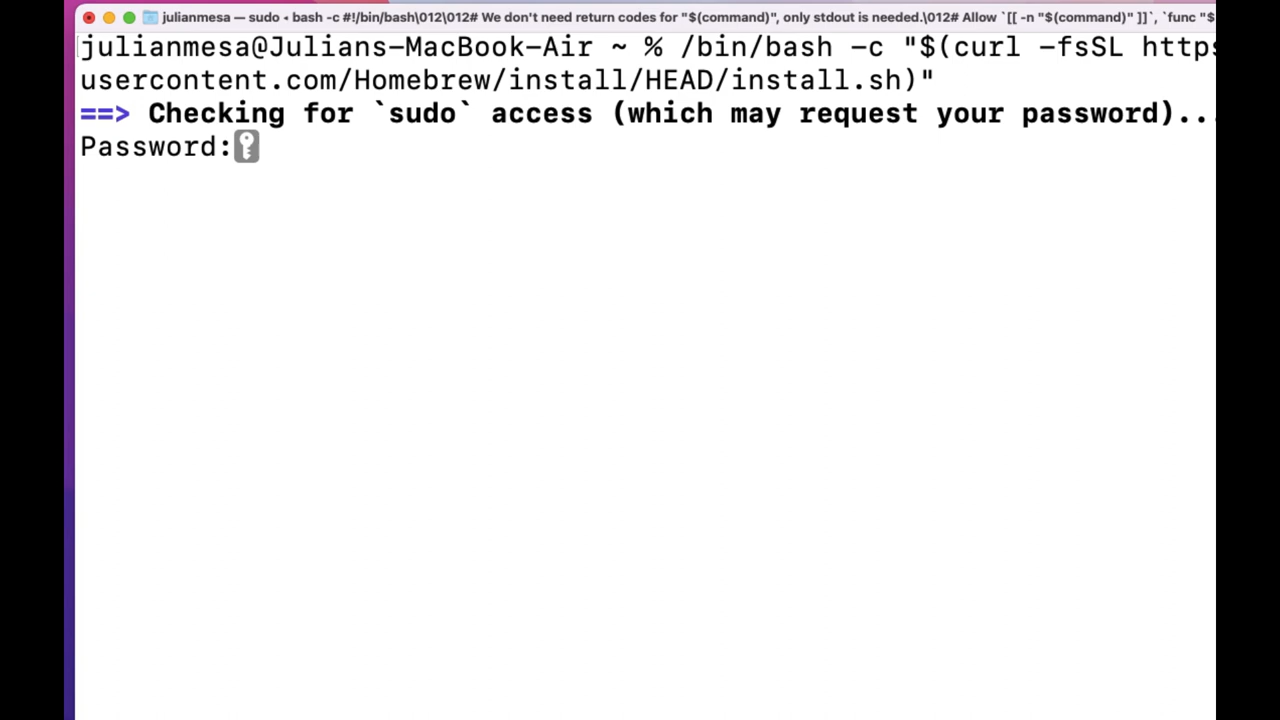 julianmesa — sudo ◂ bash -c #!/bin/bash\012\012# We don't need return codes for "$(command)", only stdout is needed.\012# Allow `[[ -n "$(command)" ]]`, `func "$
julianmesa@Julians-MacBook-Air ~ % /bin/bash -c "$(curl -fsSL https
usercontent.com/Homebrew/install/HEAD/install.sh)"
==> Checking for `sudo` access (which may request your password)...
Password: